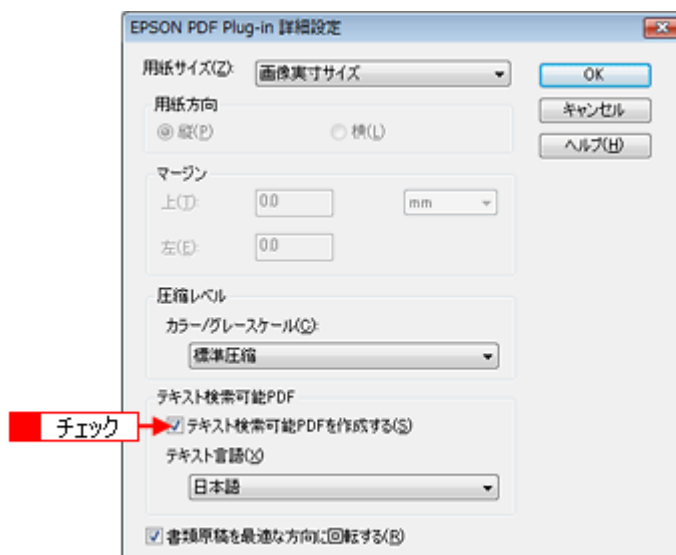 EPSON PDF Plug-in 詳細設定
用紙サイズ(Z): 画像実寸サイズ OK
用紙方向 キャンセル
縦(P) 横(L) ヘルプ(H)
マージン
上(T): 0.0 mm
左(E): 0.0
圧縮レベル
カラー/グレースケール(C):
標準圧縮
テキスト検索可能PDF
チェック テキスト検索可能PDFを作成する(S)
テキスト言語(X)
日本語
書類原稿を最適な方向に回転する(R)